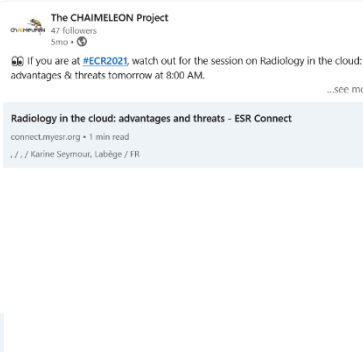 The CHAIMELEON Project
CHAIMELEON
47 followers
5mo •
If you are at #ECR2021, watch out for the session on Radiology in the cloud:
advantages & threats tomorrow at 8:00 AM.
...see mo
Radiology in the cloud: advantages and threats - ESR Connect
connect.myesr.org • 1 min read
, / , / Karine Seymour, Labège / FR